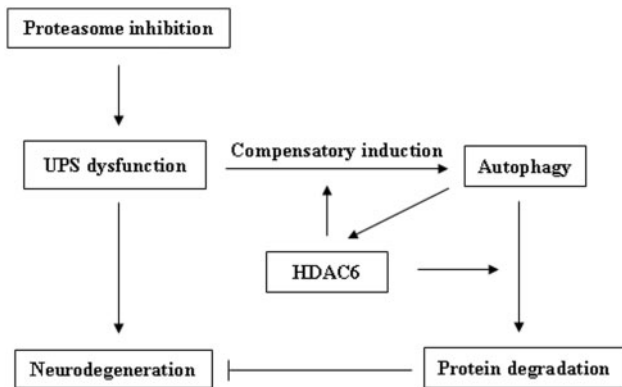 Proteasome inhibition
Compensatory induction
UPS dysfunction
Autophagy
HDAC6
Neurodegeneration
Protein degradation